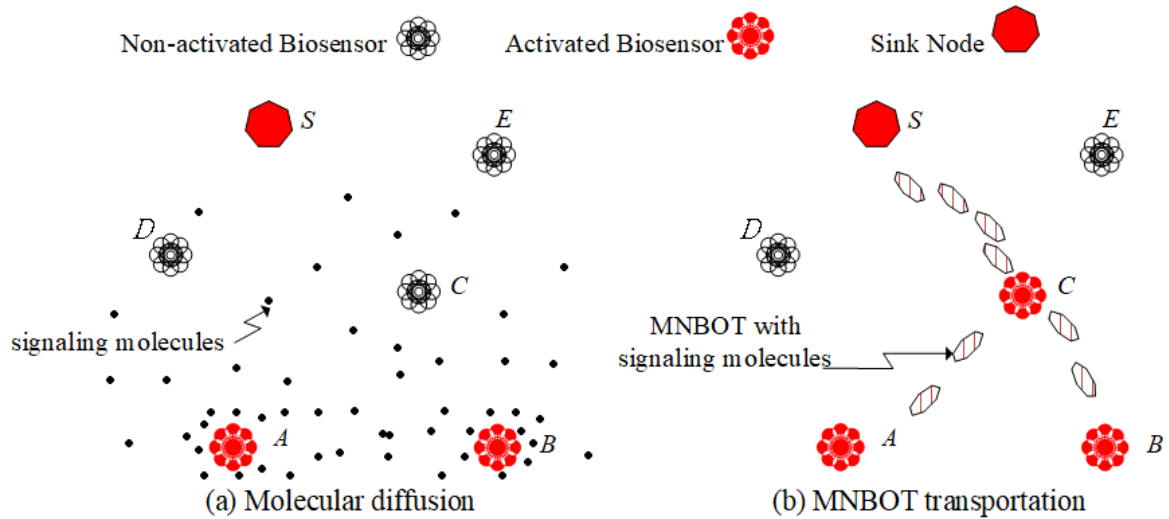 Non-activated Biosensor
Activated Biosensor
Sink Node
S
E
D
C
signaling molecules
A
B
(a) Molecular diffusion
S
E
D
C
MNBOT with
signaling molecules
A
B
(b) MNBOT transportation